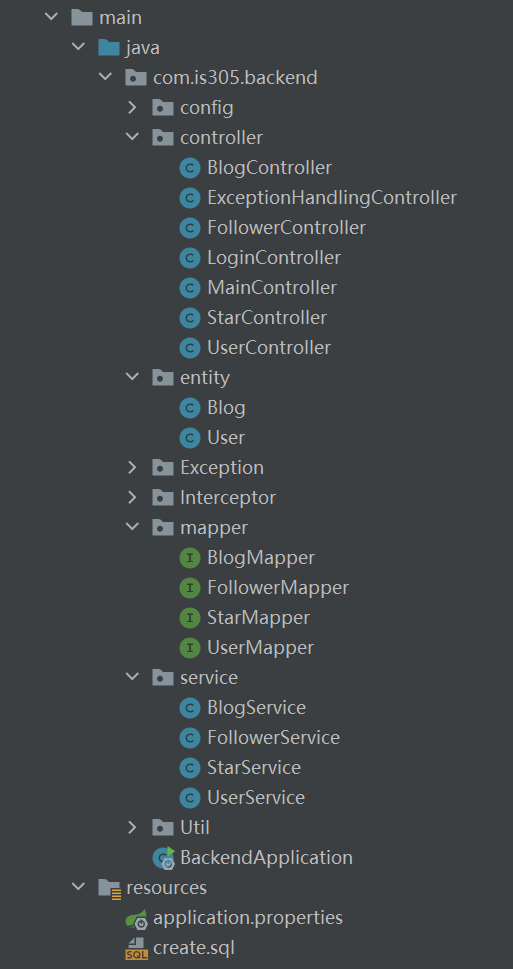 main
java
com.is305.backend
config
controller
C BlogController
C ExceptionHandlingController
C FollowerController
C LoginController
C MainController
C StarController
C UserController
entity
C Blog
C User
Exception
Interceptor
mapper
I BlogMapper
I FollowerMapper
I StarMapper
I UserMapper
service
C BlogService
C FollowerService
C StarService
C UserService
Util
C BackendApplication
resources
application.properties
SQL create.sql